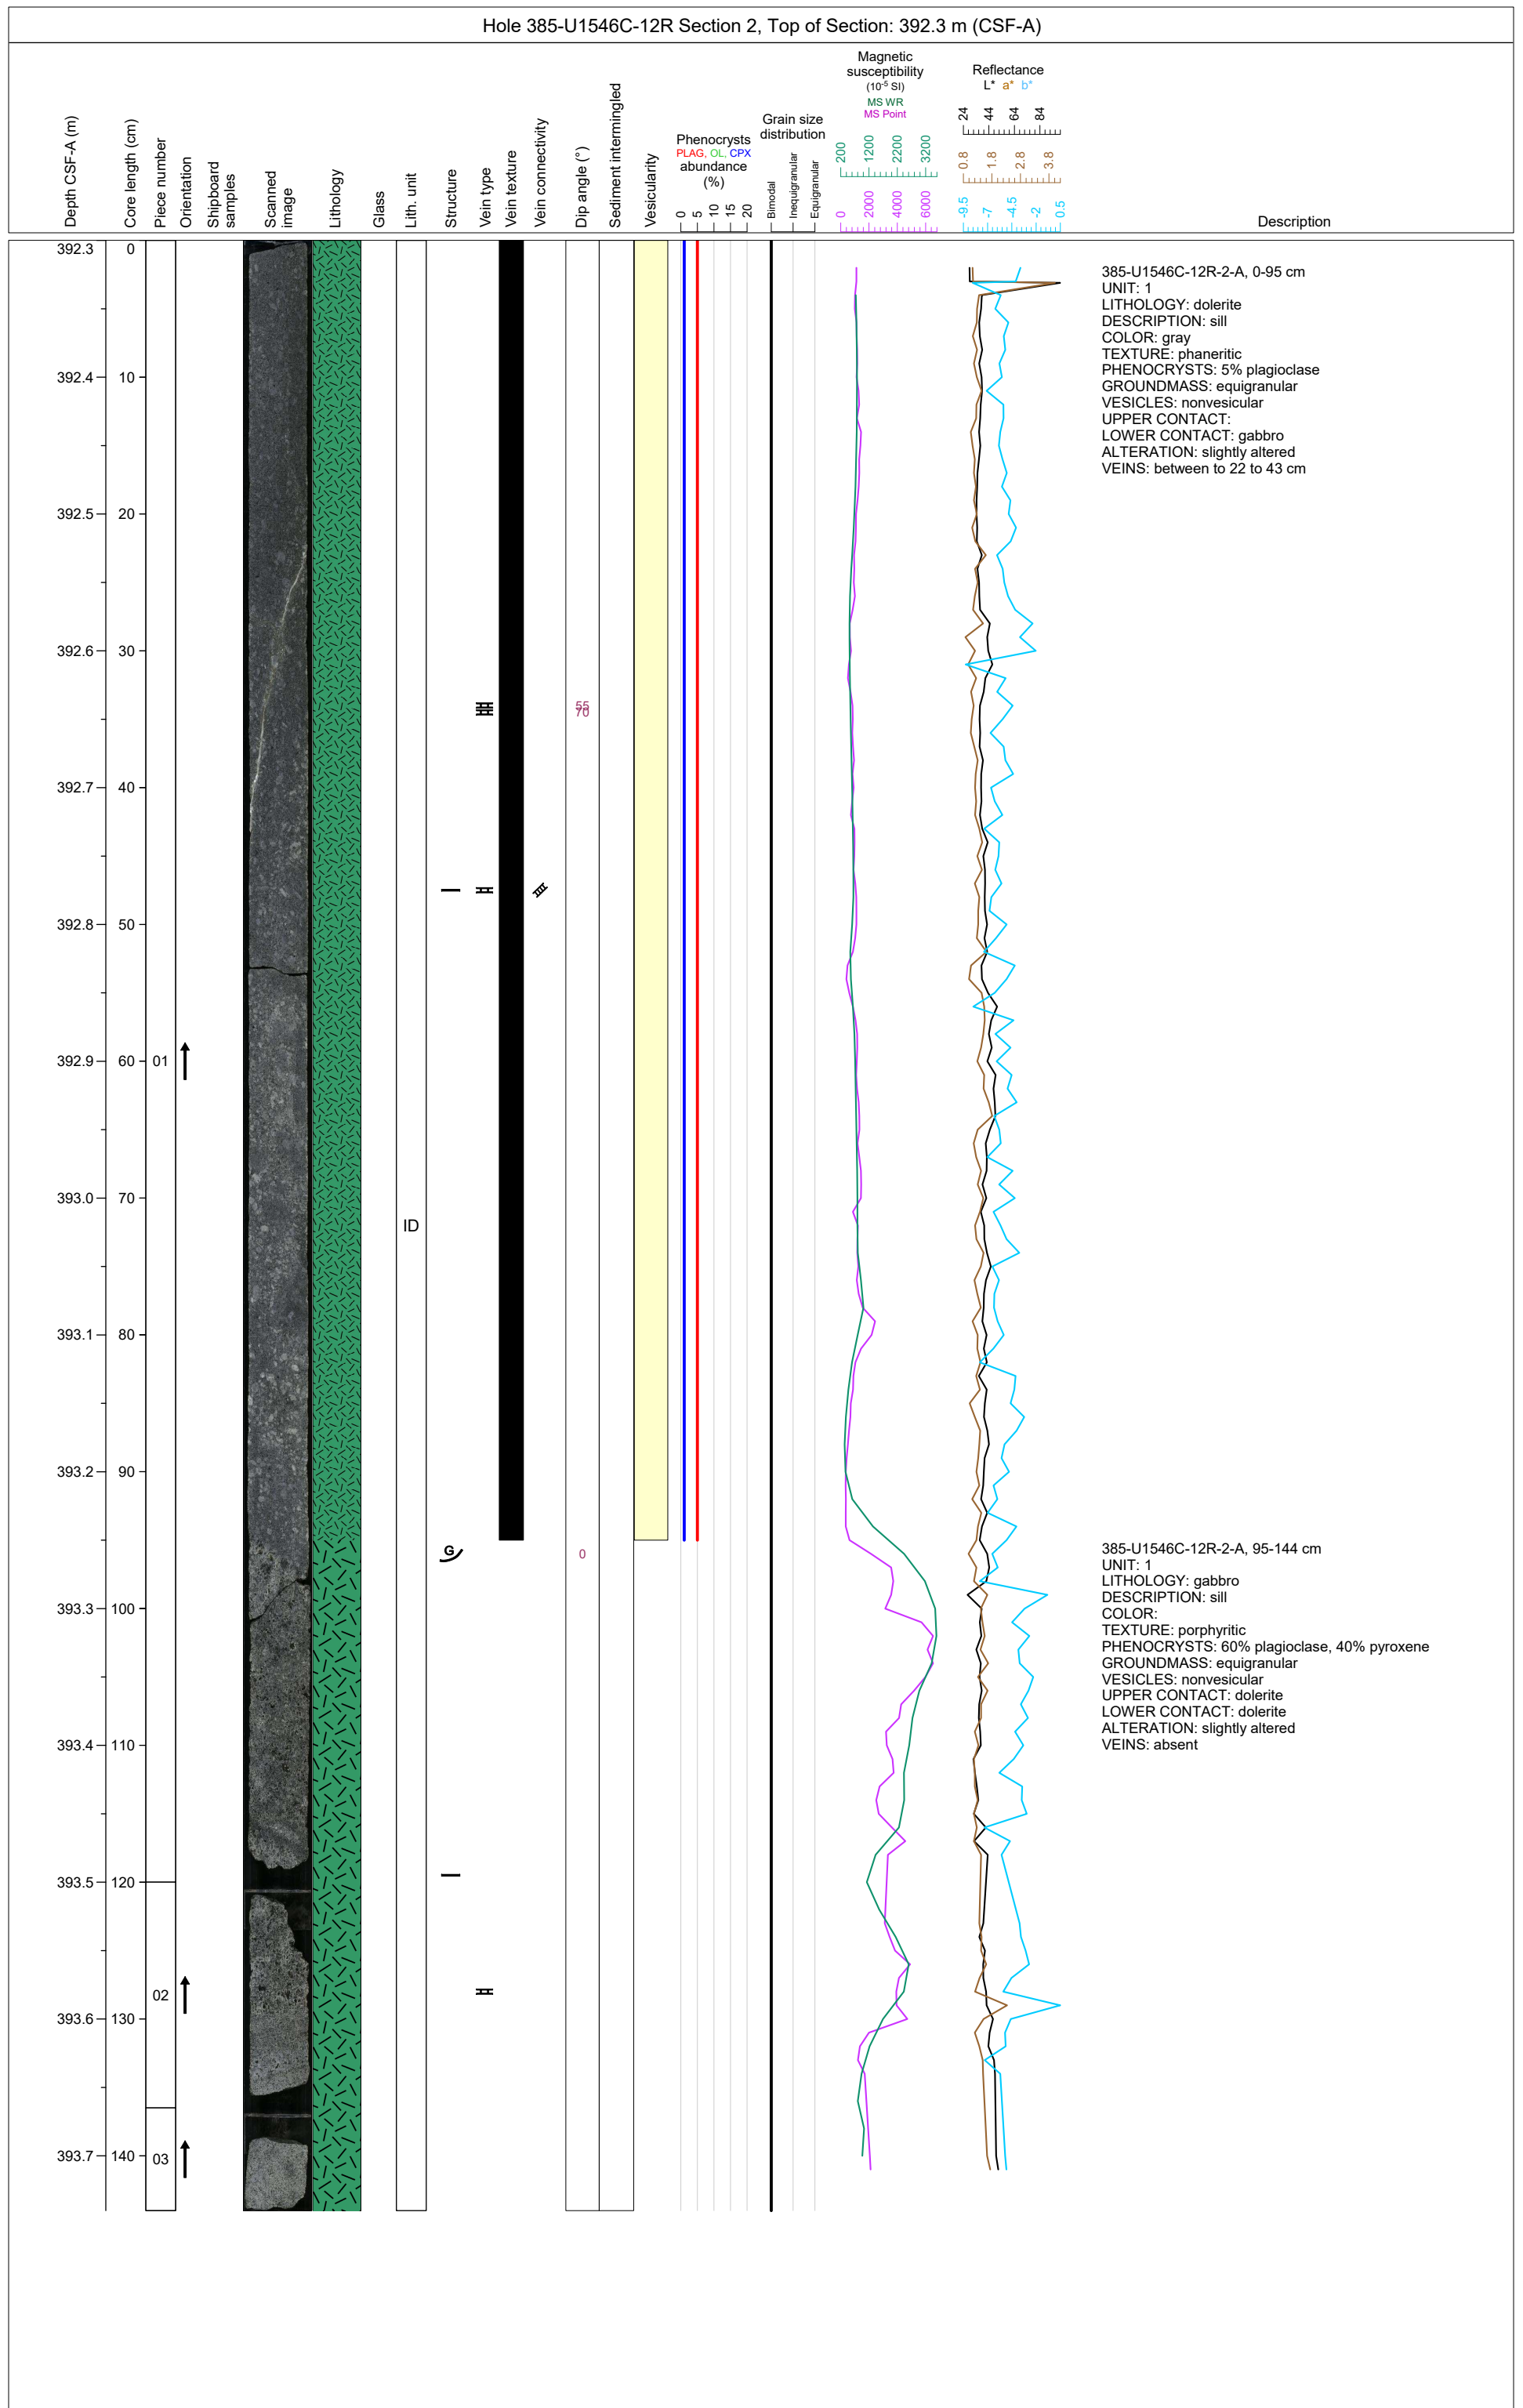 Hole 385-U1546C-12R Section 2, Top of Section: 392.3 m (CSF-A)
Depth CSF-A (m)
Core length (cm)
Piece number
Orientation
Shipboard
samples
Scanned
image
Lithology
Glass
Lith. unit
Structure
Vein type
Vein texture
Vein connectivity
Dip angle (°)
Sediment intermingled
Vesicularity
Phenocrysts
PLAG, OL, CPX
abundance
(%)
0 5 10 15 20
Grain size
distribution
Bimodal
Inequigranular
Equigranular
Magnetic
susceptibility
(10⁻⁵ SI)
MS WR
MS Point
200 1200 2200 3200
0 2000 4000 6000
Reflectance
L* a* b*
24 44 64 84
0.8 1.8 2.8 3.8
-9.5 -7 -4.5 -2 0.5
Description
392.3 0
392.4 10
392.5 20
392.6 30
392.7 40
392.8 50
392.9 60
393.0 70
393.1 80
393.2 90
393.3 100
393.4 110
393.5 120
393.6 130
393.7 140
01
02
03
ID
G
55
70
0
385-U1546C-12R-2-A, 0-95 cm
UNIT: 1
LITHOLOGY: dolerite
DESCRIPTION: sill
COLOR: gray
TEXTURE: phaneritic
PHENOCRYSTS: 5% plagioclase
GROUNDMASS: equigranular
VESICLES: nonvesicular
UPPER CONTACT:
LOWER CONTACT: gabbro
ALTERATION: slightly altered
VEINS: between to 22 to 43 cm
385-U1546C-12R-2-A, 95-144 cm
UNIT: 1
LITHOLOGY: gabbro
DESCRIPTION: sill
COLOR:
TEXTURE: porphyritic
PHENOCRYSTS: 60% plagioclase, 40% pyroxene
GROUNDMASS: equigranular
VESICLES: nonvesicular
UPPER CONTACT: dolerite
LOWER CONTACT: dolerite
ALTERATION: slightly altered
VEINS: absent